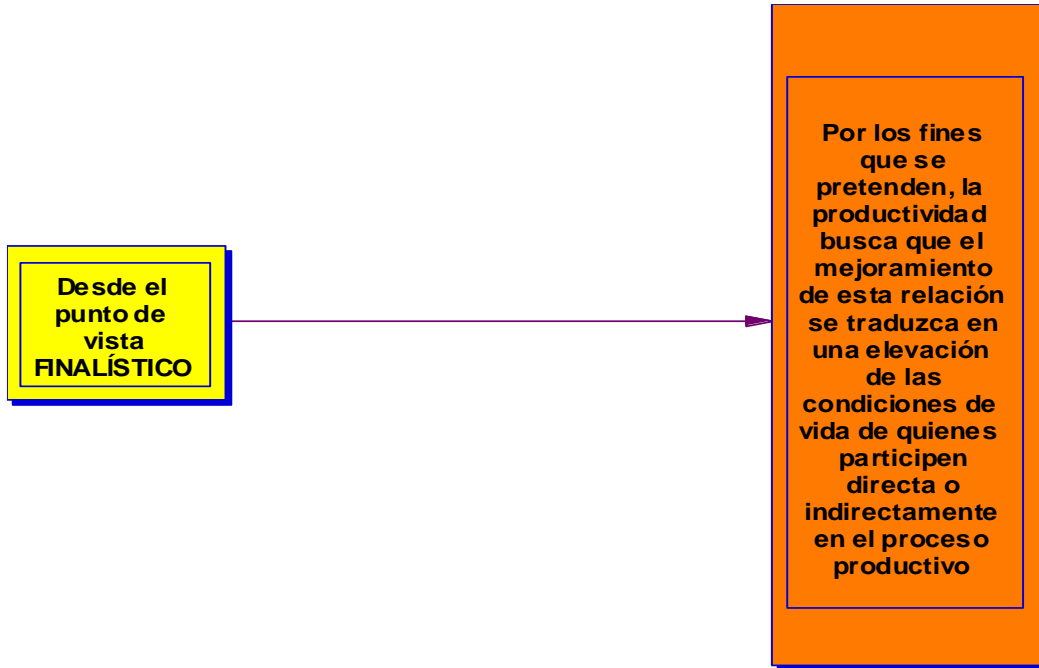 Desde el
punto de
vista
FINALÍSTICO
Por los fines
que se
pretenden, la
productividad
busca que el
mejoramiento
de esta relación
se traduzca en
una elevación
de las
condiciones de
vida de quienes
participen
directa o
indirectamente
en el proceso
productivo